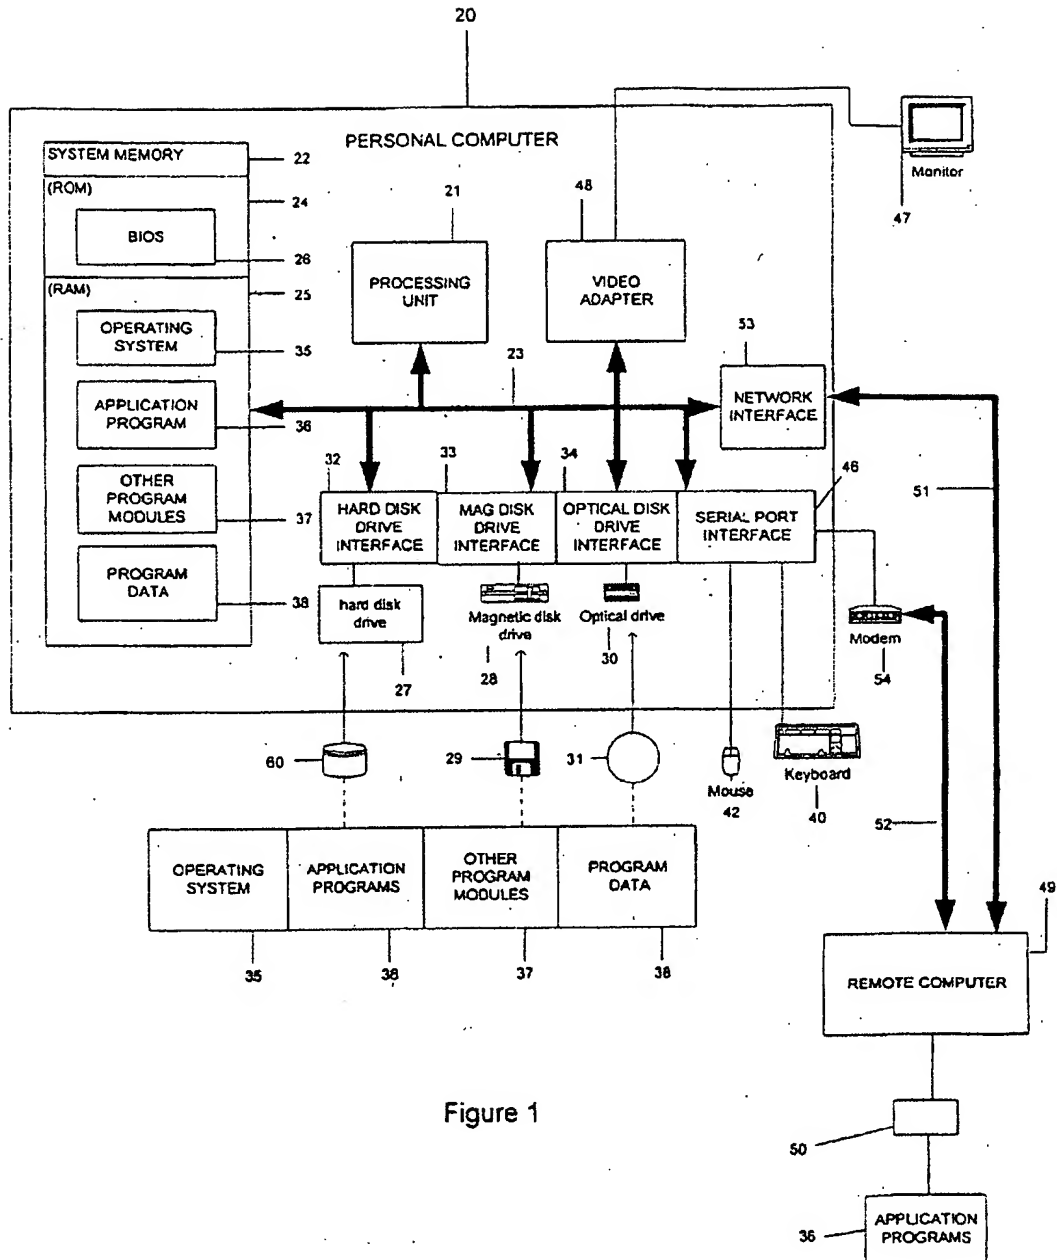 20
PERSONAL COMPUTER
Monitor
47
SYSTEM MEMORY
22
(ROM)
24
BIOS
26
(RAM)
25
OPERATING
SYSTEM
35
APPLICATION
PROGRAM
36
OTHER
PROGRAM
MODULES
37
PROGRAM
DATA
38
21
PROCESSING
UNIT
48
VIDEO
ADAPTER
23
53
NETWORK
INTERFACE
32
HARD DISK
DRIVE
INTERFACE
33
MAG DISK
DRIVE
INTERFACE
34
OPTICAL DISK
DRIVE
INTERFACE
46
SERIAL PORT
INTERFACE
51
hard disk
drive
27
Magnetic disk
drive
28
Optical drive
30
Modem
54
60
29
31
Mouse
42
Keyboard
40
52
OPERATING
SYSTEM
35
APPLICATION
PROGRAMS
36
OTHER
PROGRAM
MODULES
37
PROGRAM
DATA
38
49
REMOTE COMPUTER
50
36
APPLICATION
PROGRAMS
Figure 1